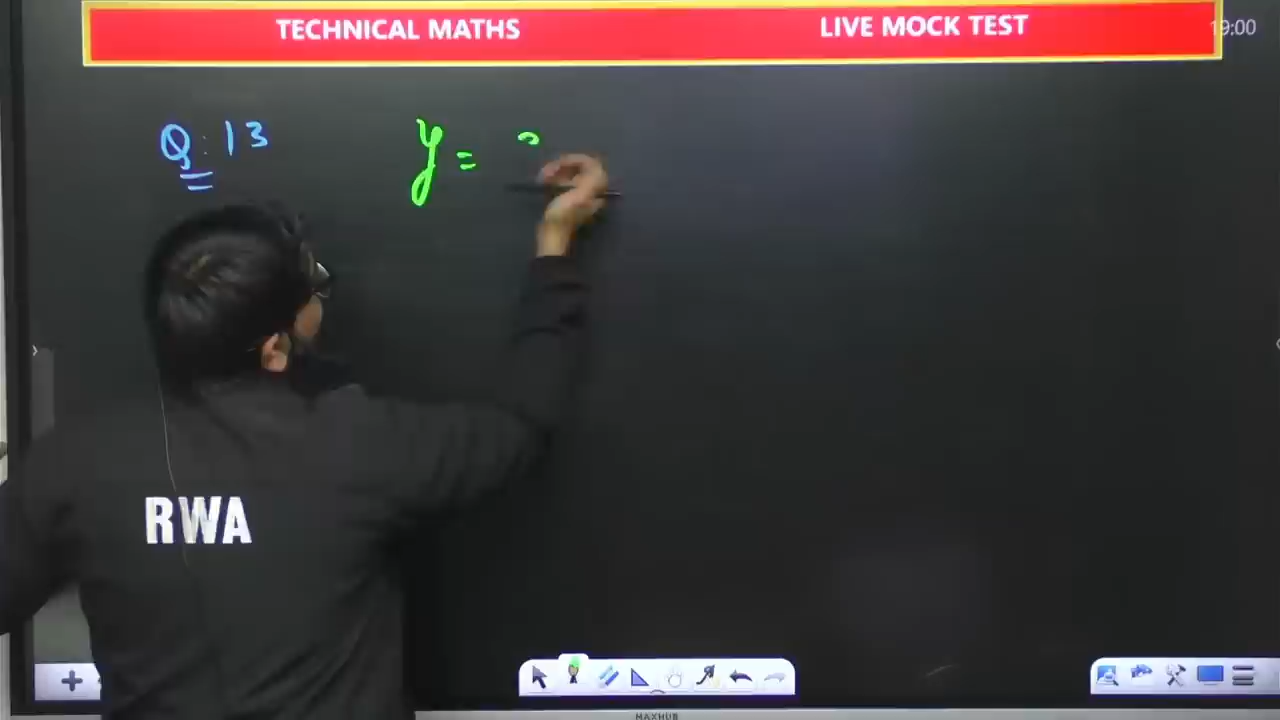 TECHNICAL MATHS LIVE MOCK TEST
19:00
Q: 13 y =
RWA
MAXHUB